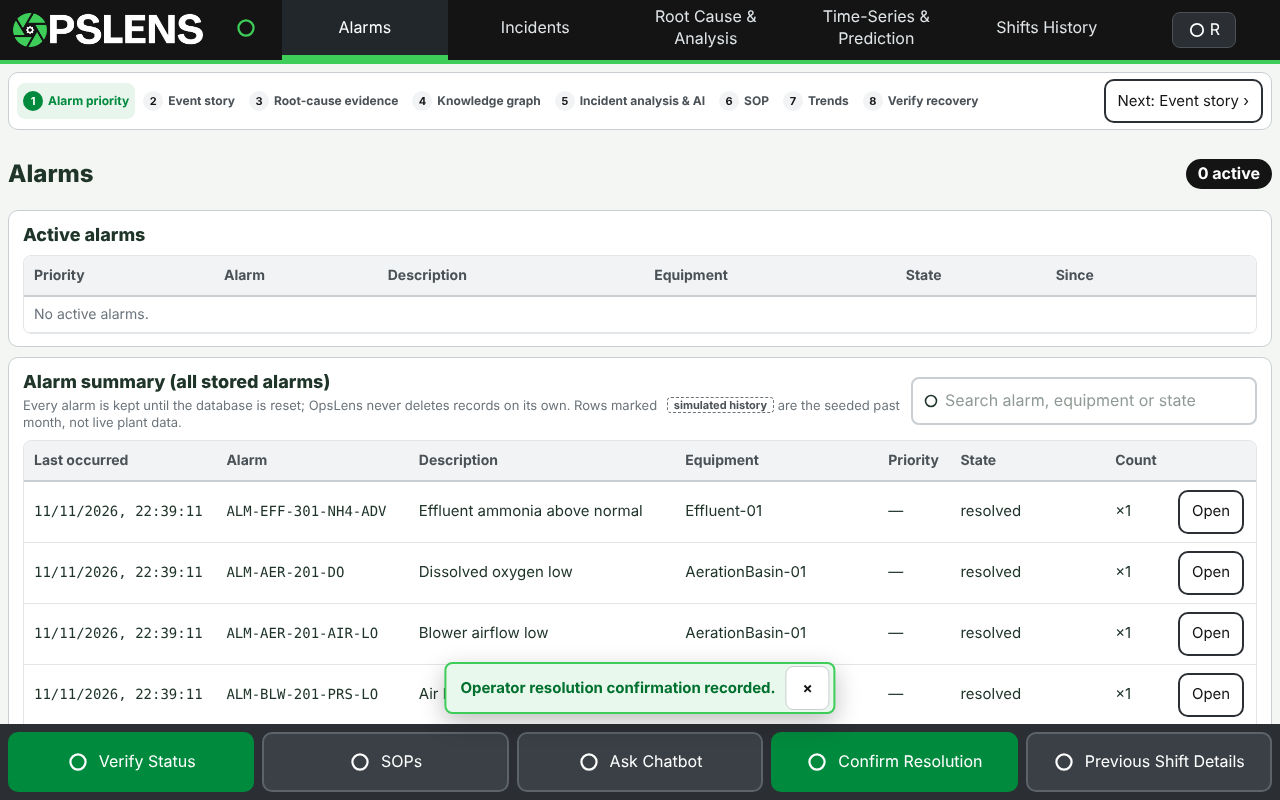 PSLENS
Alarms
Incidents
Root Cause &
Analysis
Time-Series &
Prediction
Shifts History
R
1 Alarm priority
2 Event story
3 Root-cause evidence
4 Knowledge graph
5 Incident analysis & AI
6 SOP
7 Trends
8 Verify recovery
Next: Event story ›
Alarms
0 active
Active alarms
Priority Alarm Description Equipment State Since
No active alarms.
Alarm summary (all stored alarms)
Every alarm is kept until the database is reset; OpsLens never deletes records on its own. Rows marked simulated history are the seeded past
month, not live plant data.
Search alarm, equipment or state
Last occurred Alarm Description Equipment Priority State Count
11/11/2026, 22:39:11 ALM-EFF-301-NH4-ADV Effluent ammonia above normal Effluent-01 — resolved ×1 Open
11/11/2026, 22:39:11 ALM-AER-201-DO Dissolved oxygen low AerationBasin-01 — resolved ×1 Open
11/11/2026, 22:39:11 ALM-AER-201-AIR-LO Blower airflow low AerationBasin-01 — resolved ×1 Open
11/11/2026, 22:39:11 ALM-BLW-201-PRS-LO Air — resolved ×1 Open
Operator resolution confirmation recorded. ×
Verify Status
SOPs
Ask Chatbot
Confirm Resolution
Previous Shift Details